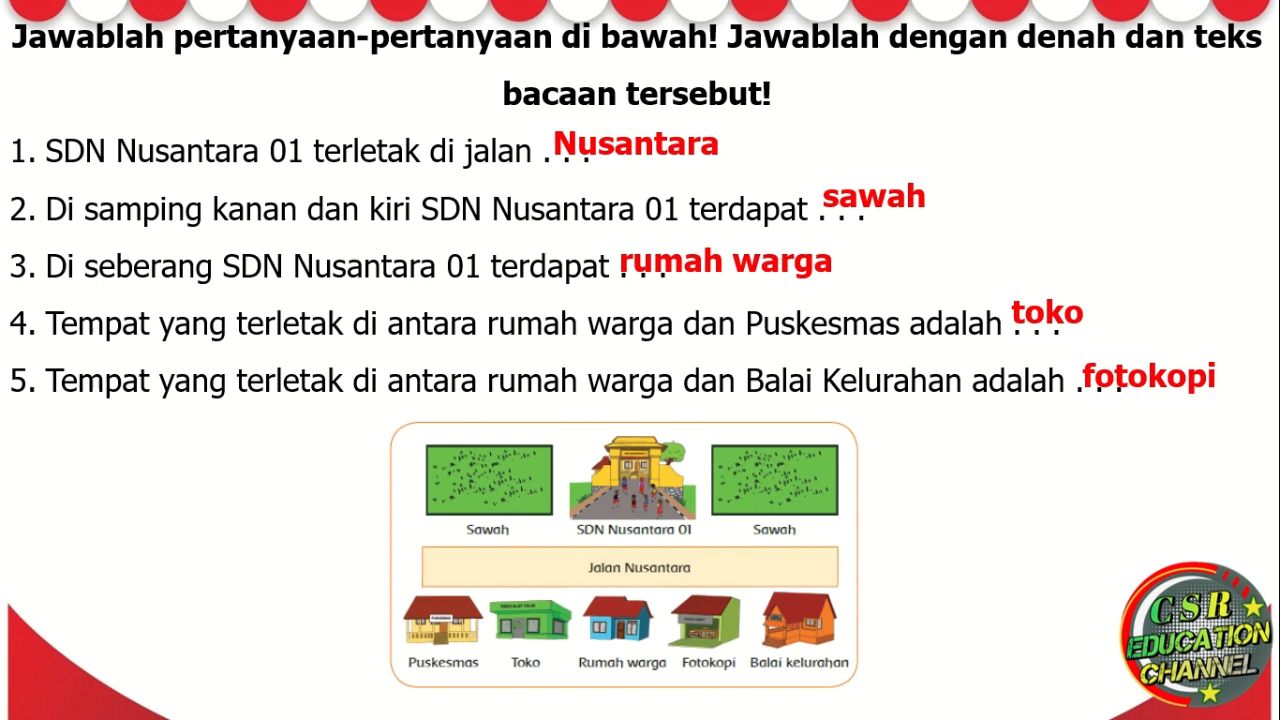 Jawablah pertanyaan-pertanyaan di bawah! Jawablah dengan denah dan teks
bacaan tersebut!
1. SDN Nusantara 01 terletak di jalan . . . Nusantara
2. Di samping kanan dan kiri SDN Nusantara 01 terdapat . . . sawah
3. Di seberang SDN Nusantara 01 terdapat . . . rumah warga
4. Tempat yang terletak di antara rumah warga dan Puskesmas adalah . . . toko
5. Tempat yang terletak di antara rumah warga dan Balai Kelurahan adalah . . . fotokopi
Sawah SDN Nusantara 01 Sawah
Jalan Nusantara
TOKO ALAT TULIS
Puskesmas Toko Rumah warga Fotokopi Balai kelurahan
CSR
EDUCATION
CHANNEL